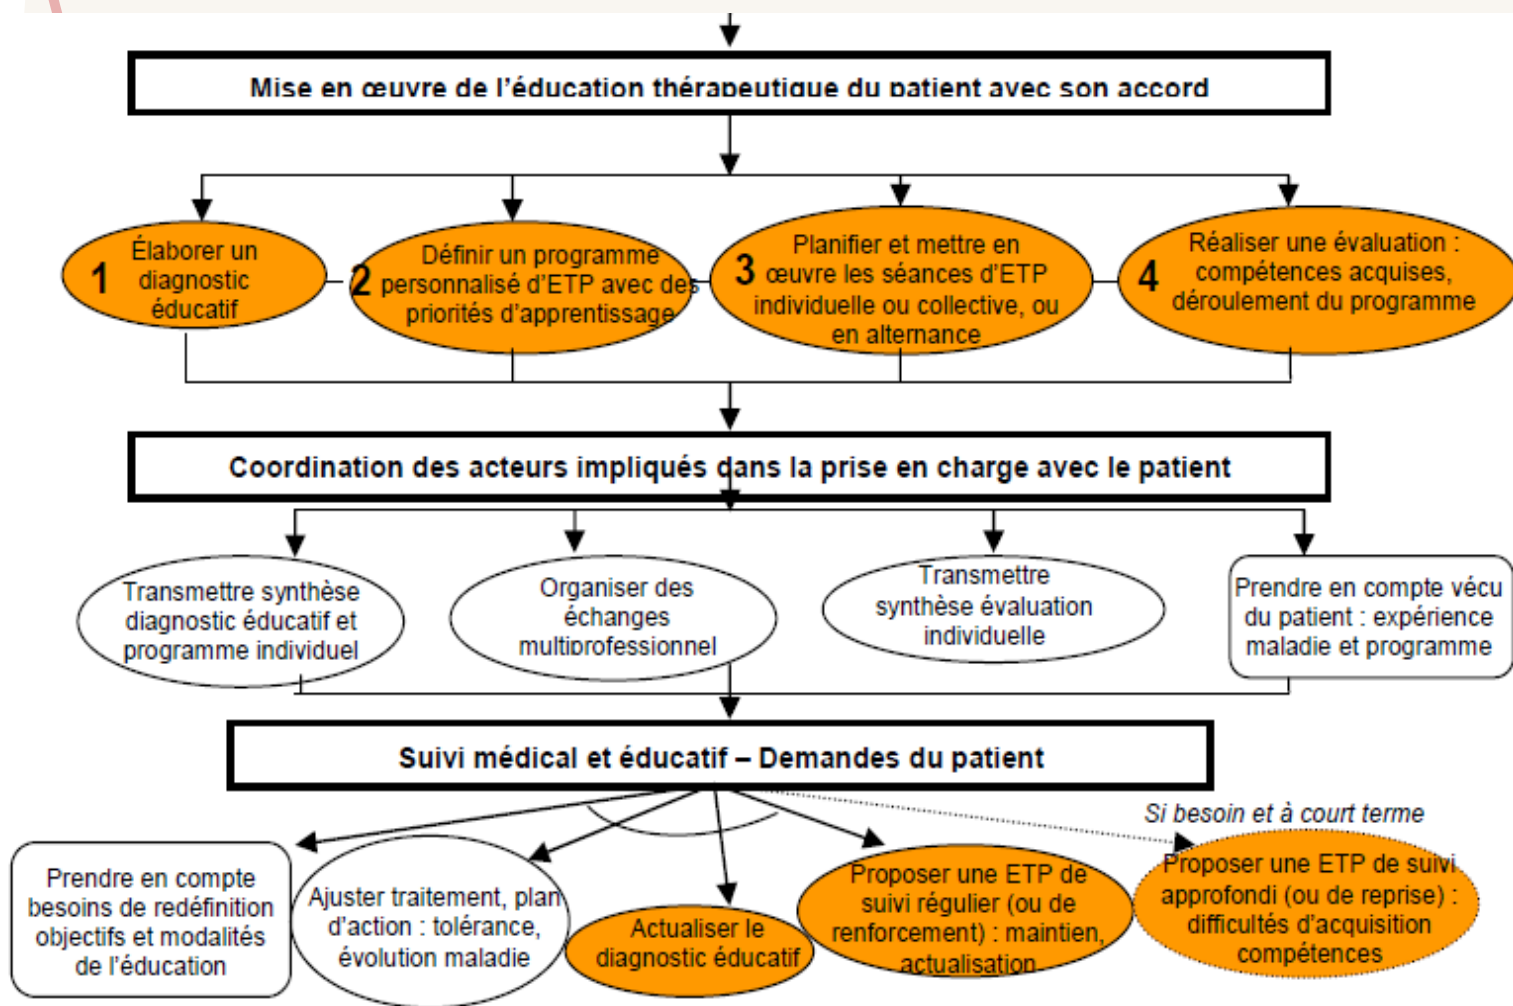 Mise en œuvre de l'éducation thérapeutique du patient avec son accord
1
Élaborer un
diagnostic
éducatif
2
Définir un programme
personnalisé d'ETP avec des
priorités d'apprentissage
3
Planifier et mettre en
œuvre les séances d'ETP
individuelle ou collective, ou
en alternance
4
Réaliser une évaluation :
compétences acquises,
déroulement du programme
Coordination des acteurs impliqués dans la prise en charge avec le patient
Transmettre synthèse
diagnostic éducatif et
programme individuel
Organiser des
échanges
multiprofessionnel
Transmettre
synthèse évaluation
individuelle
Prendre en compte vécu
du patient : expérience
maladie et programme
Suivi médical et éducatif – Demandes du patient
Si besoin et à court terme
Prendre en compte
besoins de redéfinition
objectifs et modalités
de l'éducation
Ajuster traitement, plan
d'action : tolérance,
évolution maladie
Actualiser le
diagnostic éducatif
Proposer une ETP de
suivi régulier (ou de
renforcement) : maintien,
actualisation
Proposer une ETP de suivi
approfondi (ou de reprise) :
difficultés d'acquisition
compétences